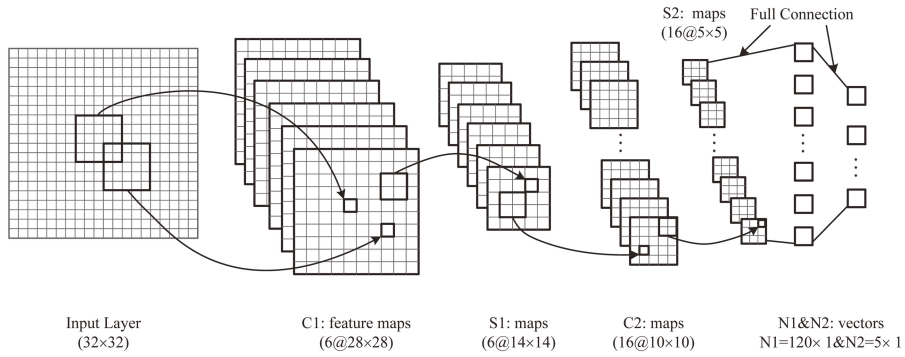 S2: maps
(16@5×5)
Full Connection
Input Layer
(32×32)
C1: feature maps
(6@28×28)
S1: maps
(6@14×14)
C2: maps
(16@10×10)
N1&N2: vectors
N1=120× 1&N2=5× 1